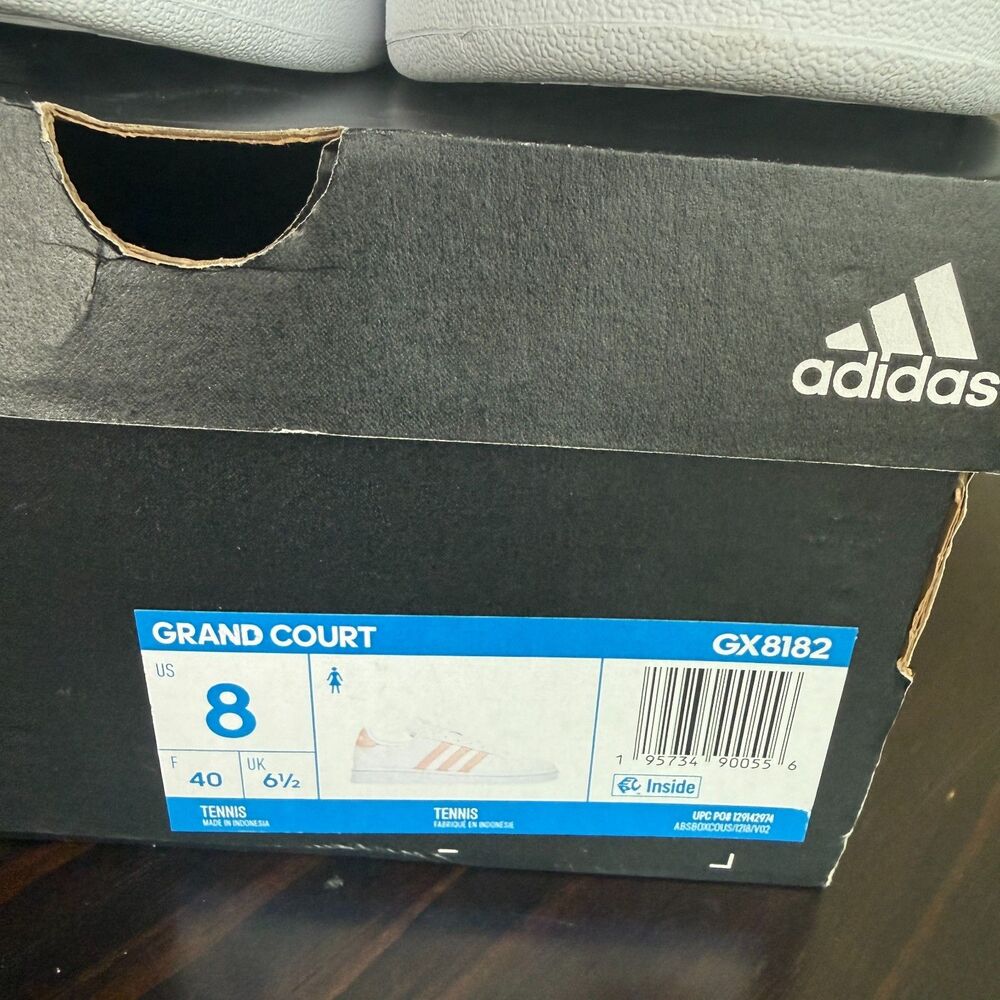 adidas
GRAND COURT GX8182
US
8
F 40 UK 6½
1 95734 90055 6
Inside
TENNIS TENNIS UPC PO# 129142974
MADE IN INDONESIA FABRIQUÉ EN INDONÉSIE ABSBOXCOUS/1218/V02